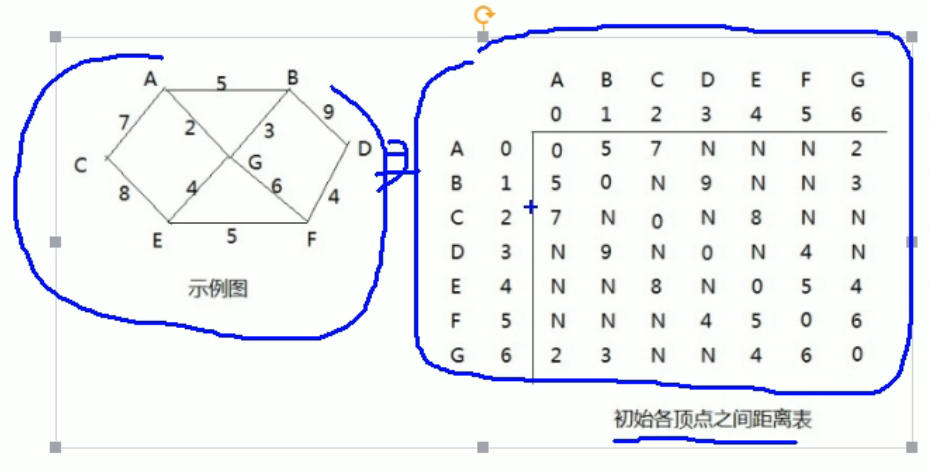 A 5 B
7 2 3 9
C G D
8 4 6 4
E 5 F
示例图
A B C D E F G
0 1 2 3 4 5 6
A 0 0 5 7 N N N 2
B 1 5 0 N 9 N N 3
C 2 7 N 0 N 8 N N
D 3 N 9 N 0 N 4 N
E 4 N N 8 N 0 5 4
F 5 N N N 4 5 0 6
G 6 2 3 N N 4 6 0
初始各顶点之间距离表